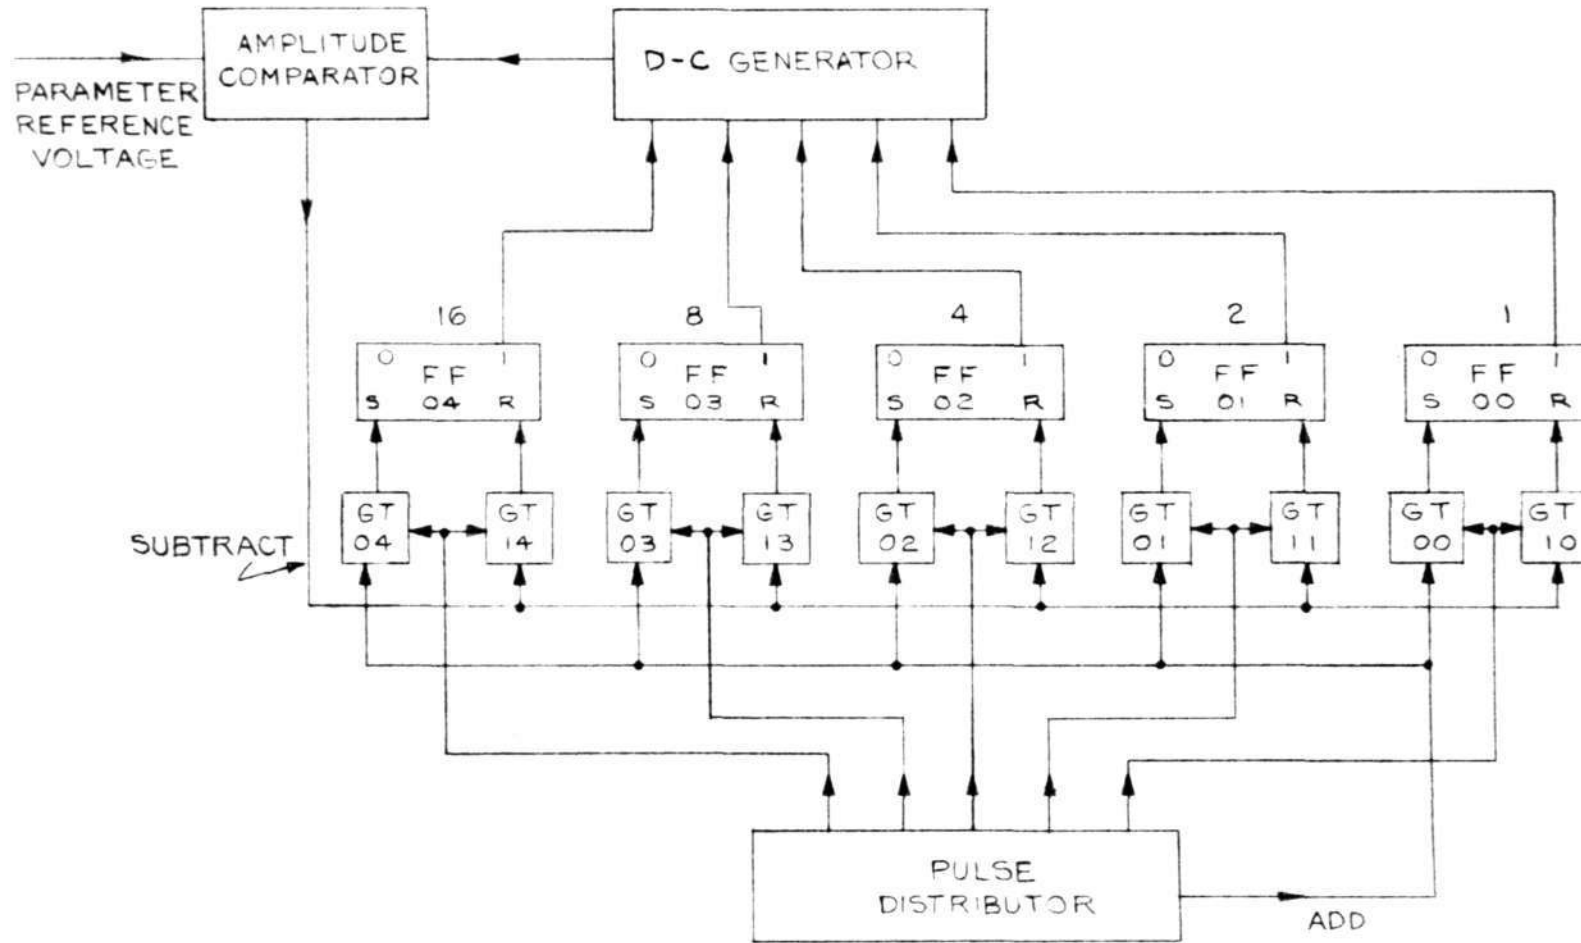 AMPLITUDE
COMPARATOR
D-C GENERATOR
PARAMETER
REFERENCE
VOLTAGE
16
8
4
2
1
0 1
FF
S 04 R
0 1
FF
S 03 R
0 1
FF
S 02 R
0 1
FF
S 01 R
0 1
FF
S 00 R
GT
04
GT
14
GT
03
GT
13
GT
02
GT
12
GT
01
GT
11
GT
00
GT
10
SUBTRACT
PULSE
DISTRIBUTOR
ADD